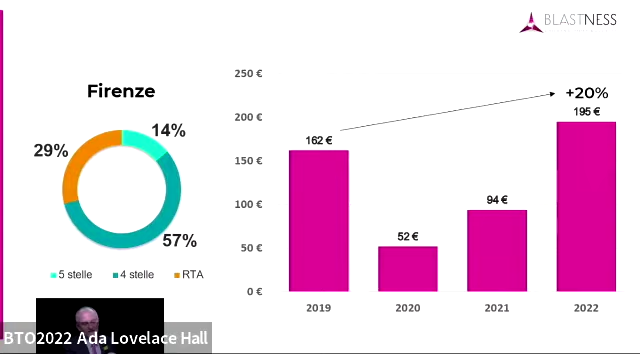 BLASTNESS
Firenze
14%
29%
57%
5 stelle 4 stelle RTA
250 €
200 €
150 €
100 €
50 €
0 €
+20%
162 €
52 €
94 €
195 €
2019 2020 2021 2022
BTO2022 Ada Lovelace Hall